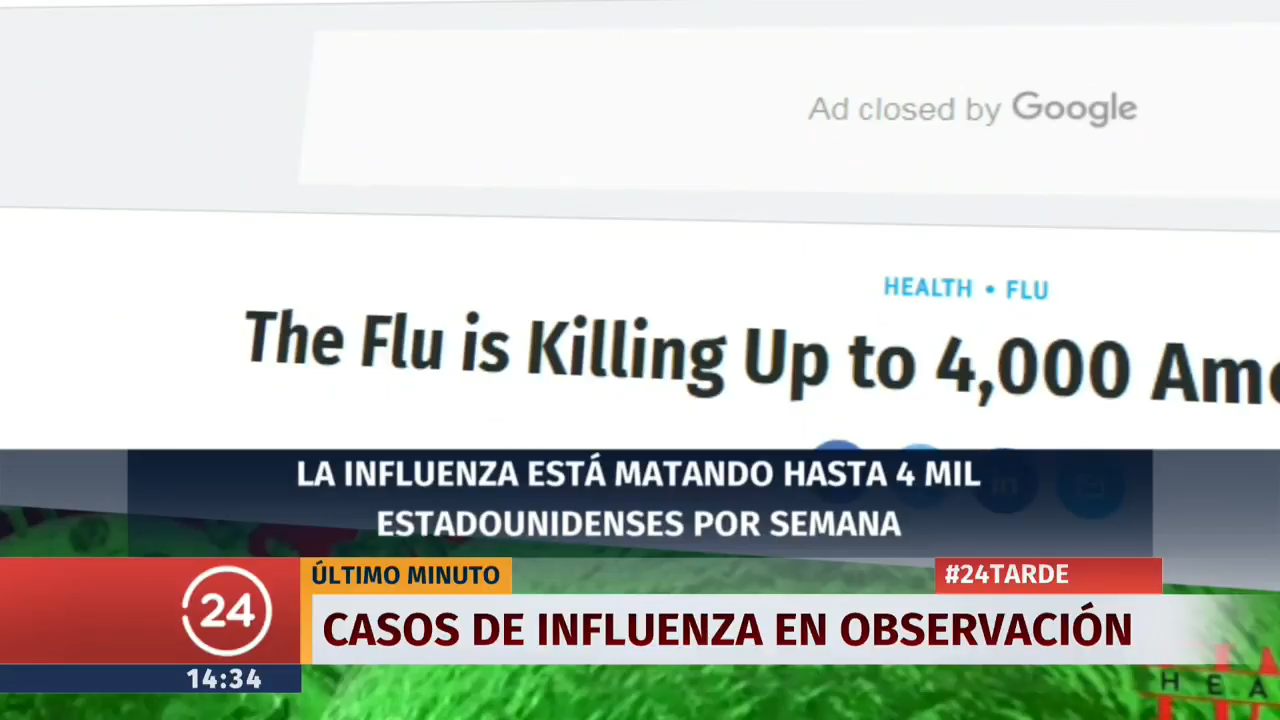 Ad closed by Google
HEALTH • FLU
The Flu is Killing Up to 4,000
LA INFLUENZA ESTÁ MATANDO HASTA 4 MIL
ESTADOUNIDENSES POR SEMANA
ÚLTIMO MINUTO
#24TARDE
24
CASOS DE INFLUENZA EN OBSERVACIÓN
14:34